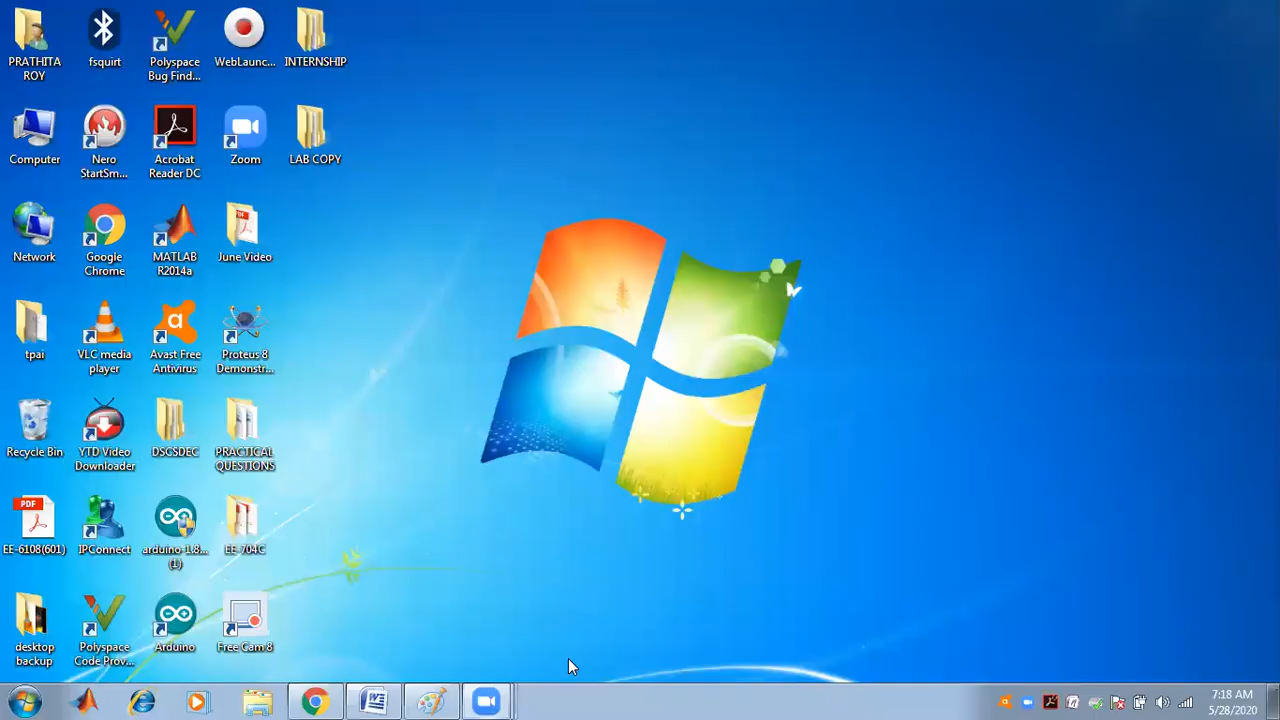 PRATHITA
ROY
fsquirt
Polyspace
Bug Find...
WebLaunc...
INTERNSHIP
Computer
Nero
StartSm...
Acrobat
Reader DC
Zoom
LAB COPY
Network
Google
Chrome
MATLAB
R2014a
PDF
June Video
tpai
VLC media
player
Avast Free
Antivirus
Proteus 8
Demonstr...
Recycle Bin
YTD Video
Downloader
DSCSDEC
PRACTICAL
QUESTIONS
PDF
EE-6108(601)
IPConnect
arduino-1.8...
(1)
EE-704C
desktop
backup
Polyspace
Code Prov...
Arduino
Free Cam 8
7:18 AM
5/28/2020